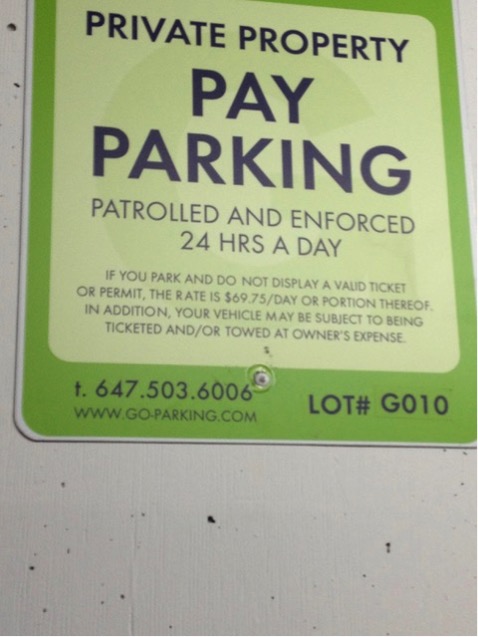 PRIVATE PROPERTY
PAY
PARKING
PATROLLED AND ENFORCED
24 HRS A DAY
IF YOU PARK AND DO NOT DISPLAY A VALID TICKET
OR PERMIT, THE RATE IS $69.75/DAY OR PORTION THEREOF.
IN ADDITION, YOUR VEHICLE MAY BE SUBJECT TO BEING
TICKETED AND/OR TOWED AT OWNER'S EXPENSE.
t. 647.503.6006
WWW.GO-PARKING.COM
LOT# G010